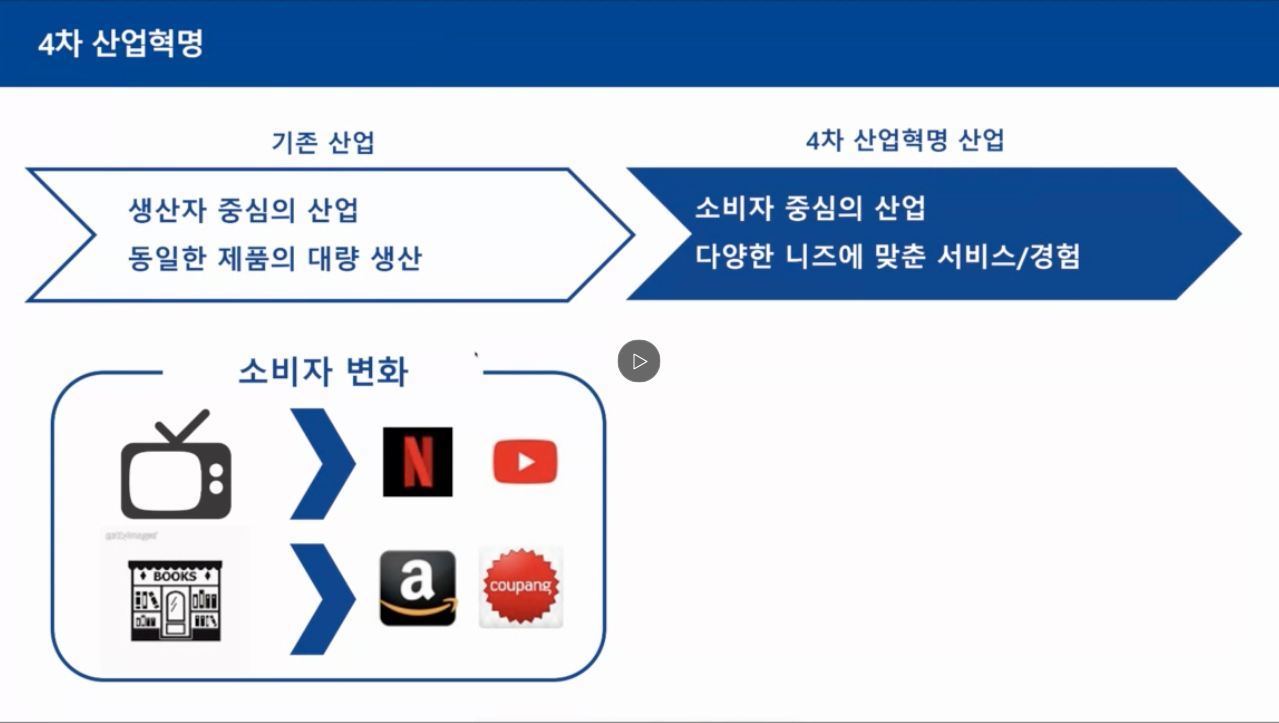 4차 산업혁명
기존 산업
생산자 중심의 산업
동일한 제품의 대량 생산
4차 산업혁명 산업
소비자 중심의 산업
다양한 니즈에 맞춘 서비스/경험
소비자 변화
N
gettyimages
BOOKS
a
coupang